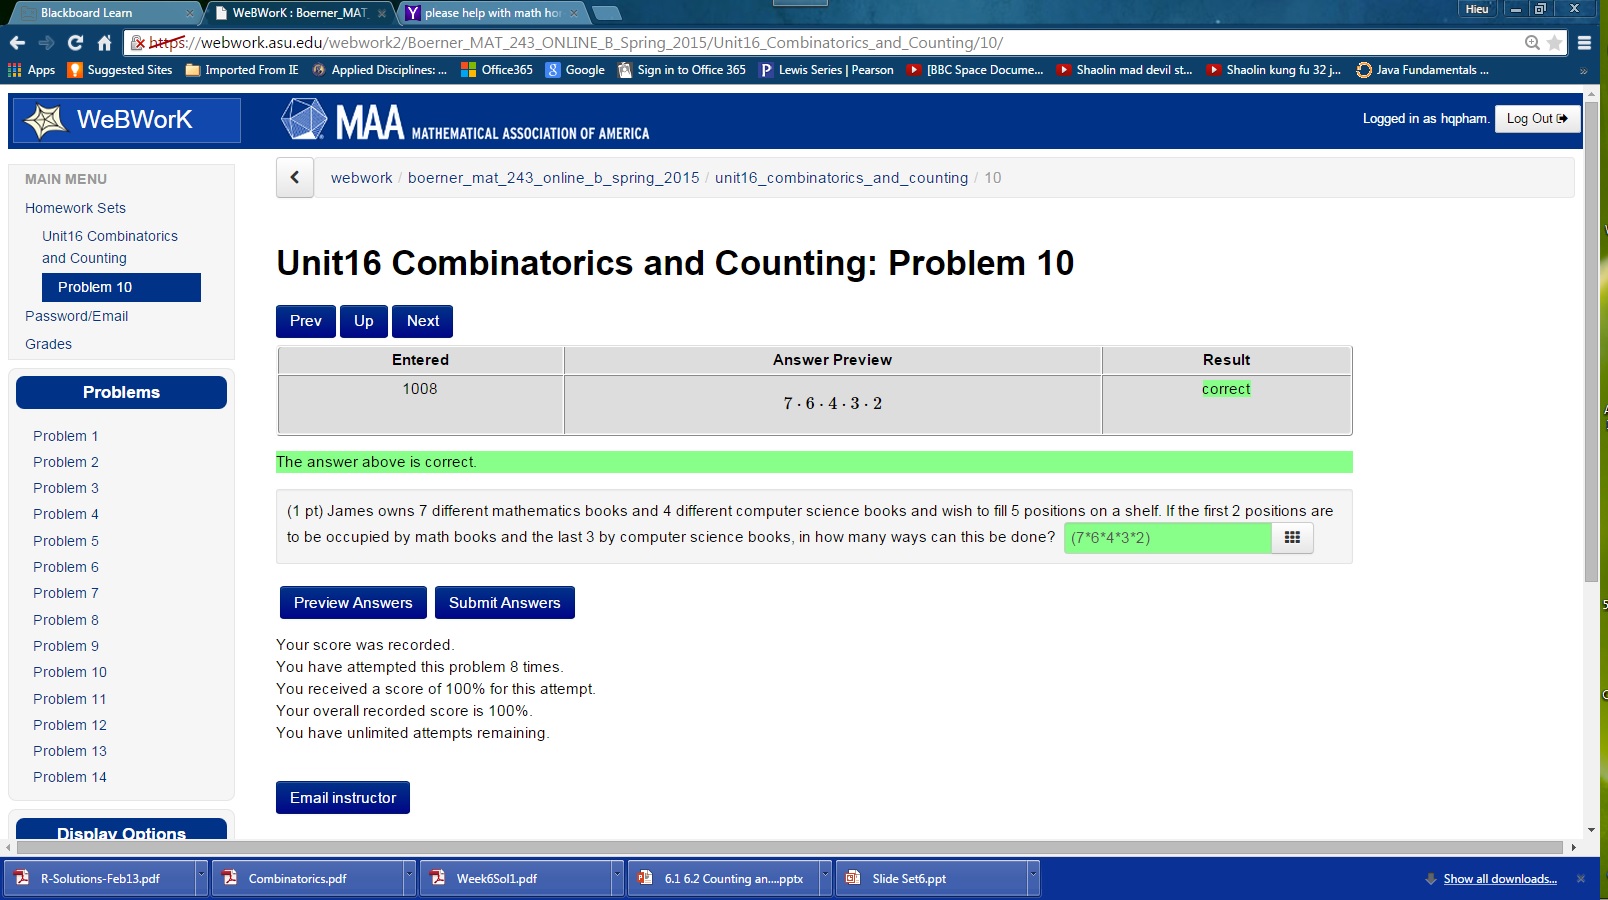 Blackboard Learn
WeBWorK : Boerner_MAT_
please help with math ho
Hieu
https://webwork.asu.edu/webwork2/Boerner_MAT_243_ONLINE_B_Spring_2015/Unit16_Combinatorics_and_Counting/10/
Apps
Suggested Sites
Imported From IE
Applied Disciplines: ...
Office365
Google
Sign in to Office 365
Lewis Series | Pearson
[BBC Space Docume...
Shaolin mad devil st...
Shaolin kung fu 32 j...
Java Fundamentals ...
»
WeBWorK
MAA MATHEMATICAL ASSOCIATION OF AMERICA
Logged in as hqpham.
Log Out
MAIN MENU
Homework Sets
Unit16 Combinatorics
and Counting
Problem 10
Password/Email
Grades
Problems
Problem 1
Problem 2
Problem 3
Problem 4
Problem 5
Problem 6
Problem 7
Problem 8
Problem 9
Problem 10
Problem 11
Problem 12
Problem 13
Problem 14
Display Options
webwork / boerner_mat_243_online_b_spring_2015 / unit16_combinatorics_and_counting / 10
Unit16 Combinatorics and Counting: Problem 10
Prev
Up
Next
Entered
Answer Preview
Result
1008
7 · 6 · 4 · 3 · 2
correct
The answer above is correct.
(1 pt) James owns 7 different mathematics books and 4 different computer science books and wish to fill 5 positions on a shelf. If the first 2 positions are
to be occupied by math books and the last 3 by computer science books, in how many ways can this be done? (7*6*4*3*2)
Preview Answers
Submit Answers
Your score was recorded.
You have attempted this problem 8 times.
You received a score of 100% for this attempt.
Your overall recorded score is 100%.
You have unlimited attempts remaining.
Email instructor
R-Solutions-Feb13.pdf
Combinatorics.pdf
Week6Sol1.pdf
6.1 6.2 Counting an....pptx
Slide Set6.ppt
Show all downloads...